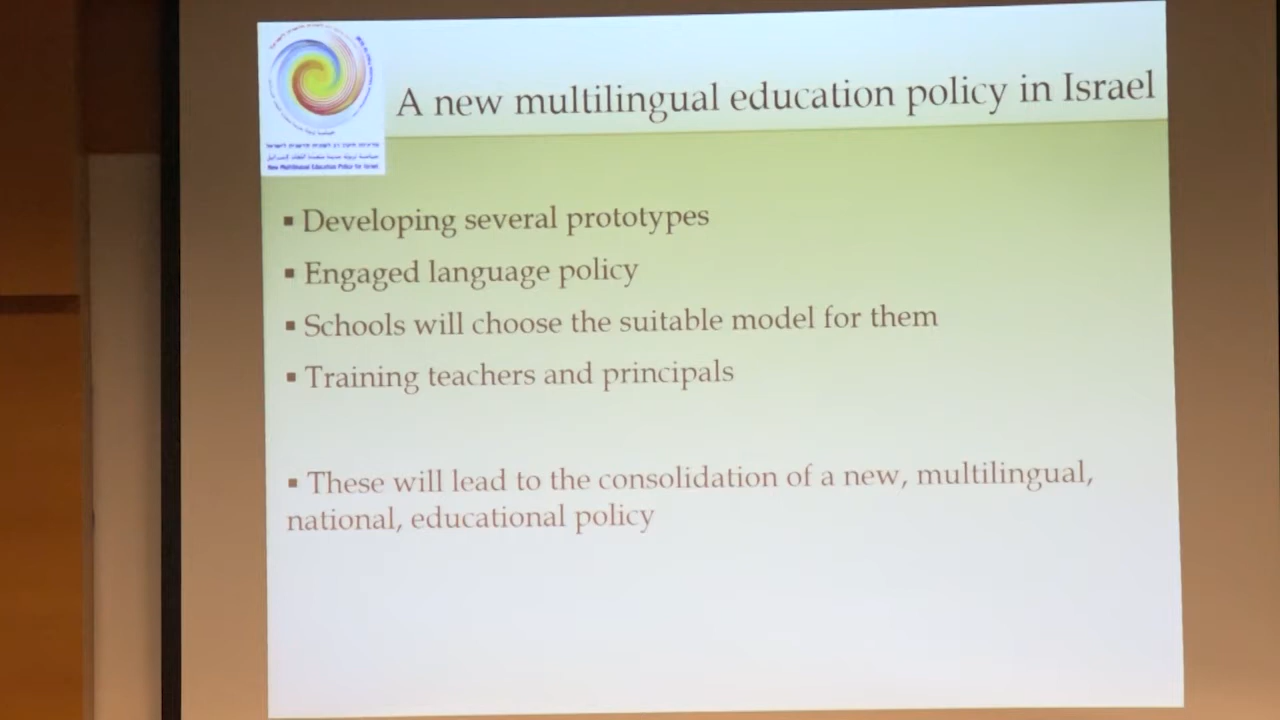 A new multilingual education policy in Israel
New Multilingual Education Policy for Israel
▪ Developing several prototypes
▪ Engaged language policy
▪ Schools will choose the suitable model for them
▪ Training teachers and principals
▪ These will lead to the consolidation of a new, multilingual,
national, educational policy